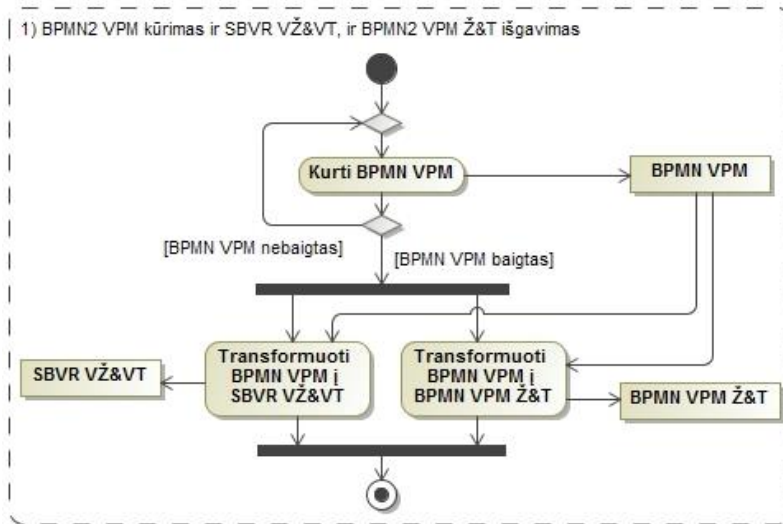 1) BPMN2 VPM kūrimas ir SBVR VŽ&VT, ir BPMN2 VPM Ž&T išgavimas
Kurti BPMN VPM
BPMN VPM
[BPMN VPM nebaigtas]
[BPMN VPM baigtas]
Transformuoti
BPMN VPM į
SBVR VŽ&VT
Transformuoti
BPMN VPM į
BPMN VPM Ž&T
SBVR VŽ&VT
BPMN VPM Ž&T